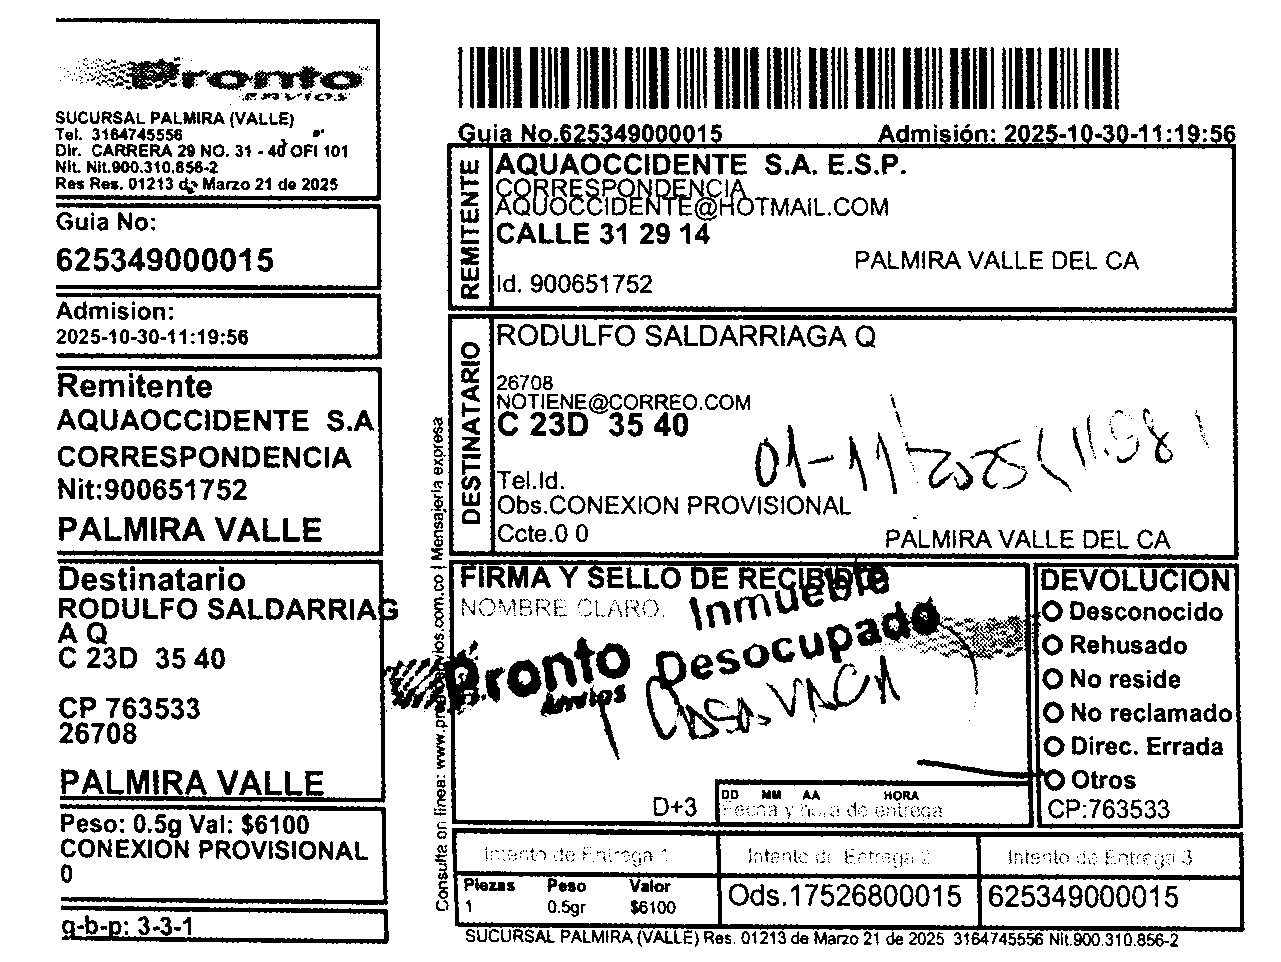 Pronto
envios
SUCURSAL PALMIRA (VALLE)
Tel. 3164745556
Dir. CARRERA 29 NO. 31 - 40 OFI 101
Nit. Nit.900.310.856-2
Res Res. 01213 de Marzo 21 de 2025
Guia No:
625349000015
Admision:
2025-10-30-11:19:56
Remitente
AQUAOCCIDENTE S.A
CORRESPONDENCIA
Nit:900651752
PALMIRA VALLE
Destinatario
RODULFO SALDARRIAG
A Q
C 23D 35 40
CP 763533
26708
PALMIRA VALLE
Peso: 0.5g Val: $6100
CONEXION PROVISIONAL
0
g-b-p: 3-3-1
Guia No.625349000015 Admisión: 2025-10-30-11:19:56
REMITENTE
AQUAOCCIDENTE S.A. E.S.P.
CORRESPONDENCIA
AQUOCCIDENTE@HOTMAIL.COM
CALLE 31 29 14
PALMIRA VALLE DEL CA
Id. 900651752
DESTINATARIO
RODULFO SALDARRIAGA Q
26708
NOTIENE@CORREO.COM
C 23D 35 40
01-11-2025
Tel.Id.
Obs.CONEXION PROVISIONAL
Ccte.0 0
PALMIRA VALLE DEL CA
FIRMA Y SELLO DE RECIBIDO
NOMBRE CLARO.
Inmueble
Desocupado
Pronto
envios
Casa VACA
D+3
DD MM AA HORA
Fecha y hora de entrega
DEVOLUCION
Desconocido
Rehusado
No reside
No reclamado
Direc. Errada
Otros
CP:763533
Intento de Entrega 1
Intento de Entrega 2
Intento de Entrega 3
Piezas Peso Valor
1 0.5gr $6100
Ods.17526800015
625349000015
SUCURSAL PALMIRA (VALLE) Res. 01213 de Marzo 21 de 2025 3164745556 Nit.900.310.856-2